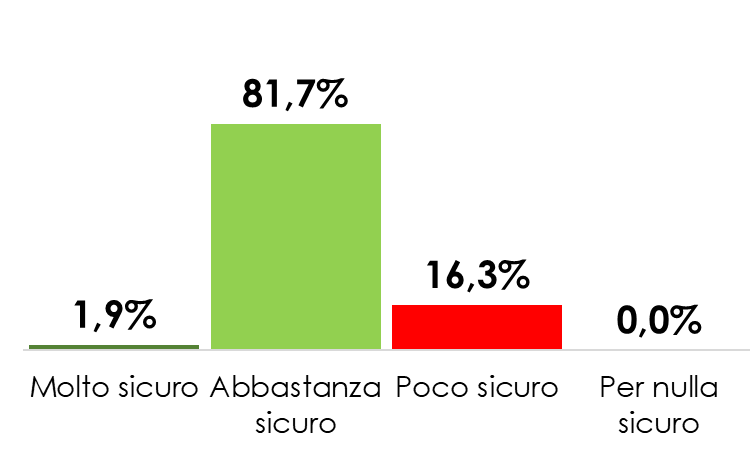 81,7%
16,3%
1,9%
0,0%
Molto sicuro
Abbastanza
sicuro
Poco sicuro
Per nulla
sicuro